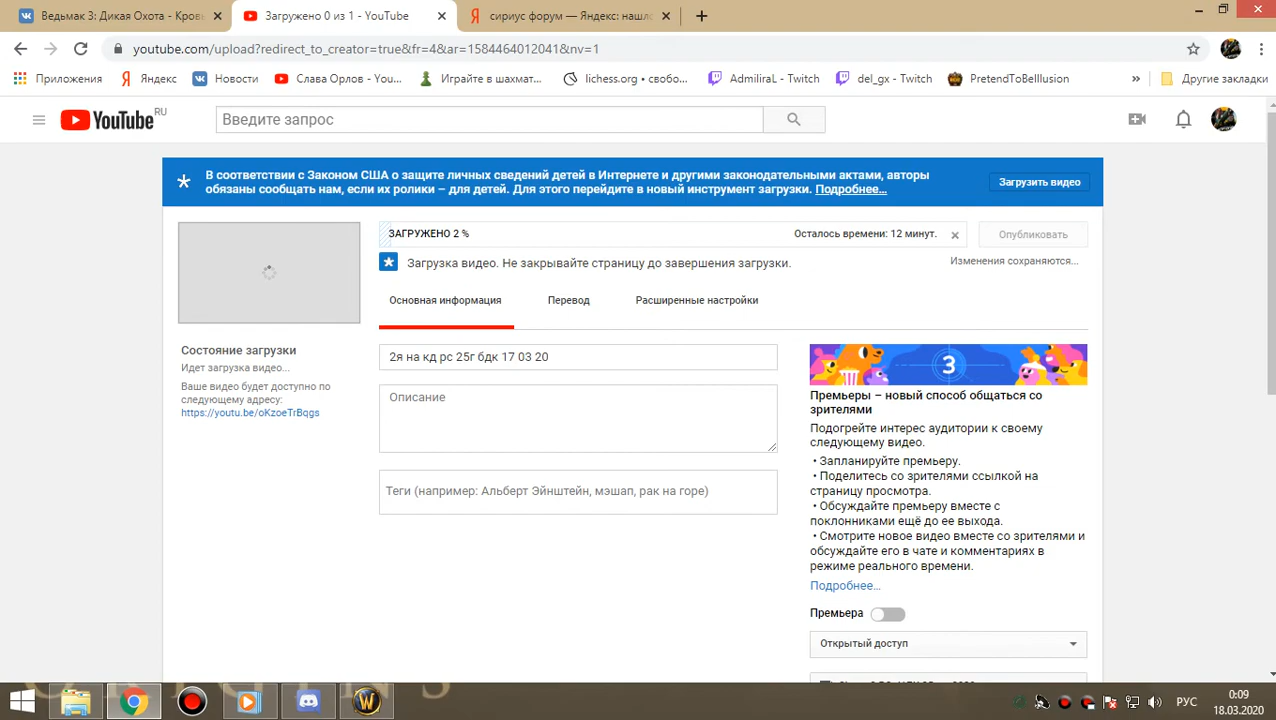 Ведьмак 3: Дикая Охота - Кровь
Загружено 0 из 1 - YouTube
сириус форум — Яндекс: нашло
youtube.com/upload?redirect_to_creator=true&fr=4&ar=1584464012041&nv=1
Приложения
Яндекс
Новости
Слава Орлов - You...
Играйте в шахмат...
lichess.org • свобо...
AdmiraL - Twitch
del_gx - Twitch
PretendToBeIllusion
»
Другие закладки
YouTube RU
Введите запрос
В соответствии с Законом США о защите личных сведений детей в Интернете и другими законодательными актами, авторы
обязаны сообщать нам, если их ролики – для детей. Для этого перейдите в новый инструмент загрузки. Подробнее...
Загрузить видео
ЗАГРУЖЕНО 2 %
Осталось времени: 12 минут.
Опубликовать
Загрузка видео. Не закрывайте страницу до завершения загрузки.
Изменения сохраняются...
Основная информация
Перевод
Расширенные настройки
Состояние загрузки
Идет загрузка видео...
Ваше видео будет доступно по
следующему адресу:
https://youtu.be/oKzoeTrBqgs
2я на кд рс 25г бдк 17 03 20
Описание
Теги (например: Альберт Эйнштейн, мэшап, рак на горе)
3
Премьеры – новый способ общаться со
зрителями
Подогрейте интерес аудитории к своему
следующему видео.
• Запланируйте премьеру.
• Поделитесь со зрителями ссылкой на
страницу просмотра.
• Обсуждайте премьеру вместе с
поклонниками ещё до ее выхода.
• Смотрите новое видео вместе со зрителями и
обсуждайте его в чате и комментариях в
режиме реального времени.
Подробнее...
Премьера
Открытый доступ
РУС
0:09
18.03.2020